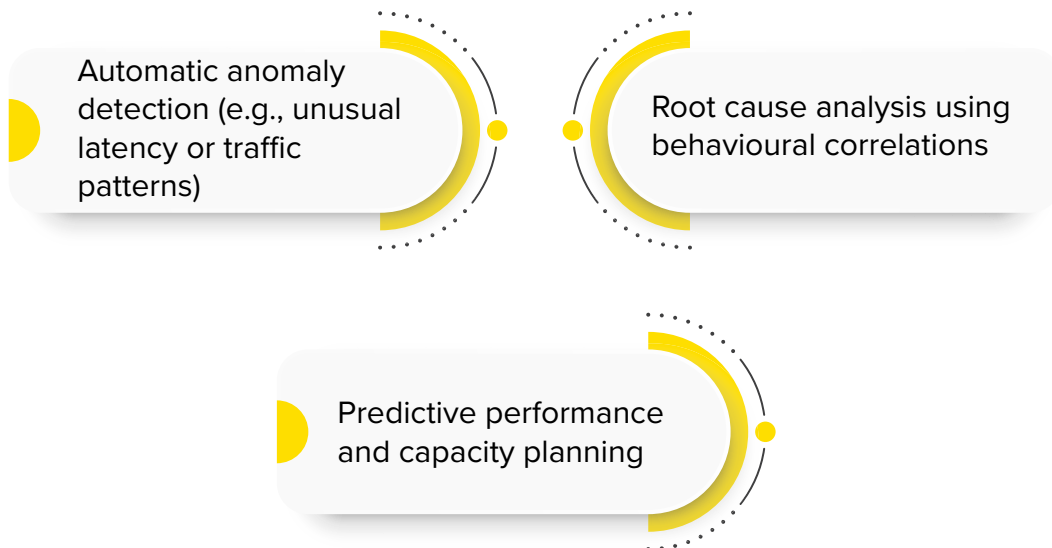 Automatic anomaly
detection (e.g., unusual
latency or traffic
patterns)
Root cause analysis using
behavioural correlations
Predictive performance
and capacity planning